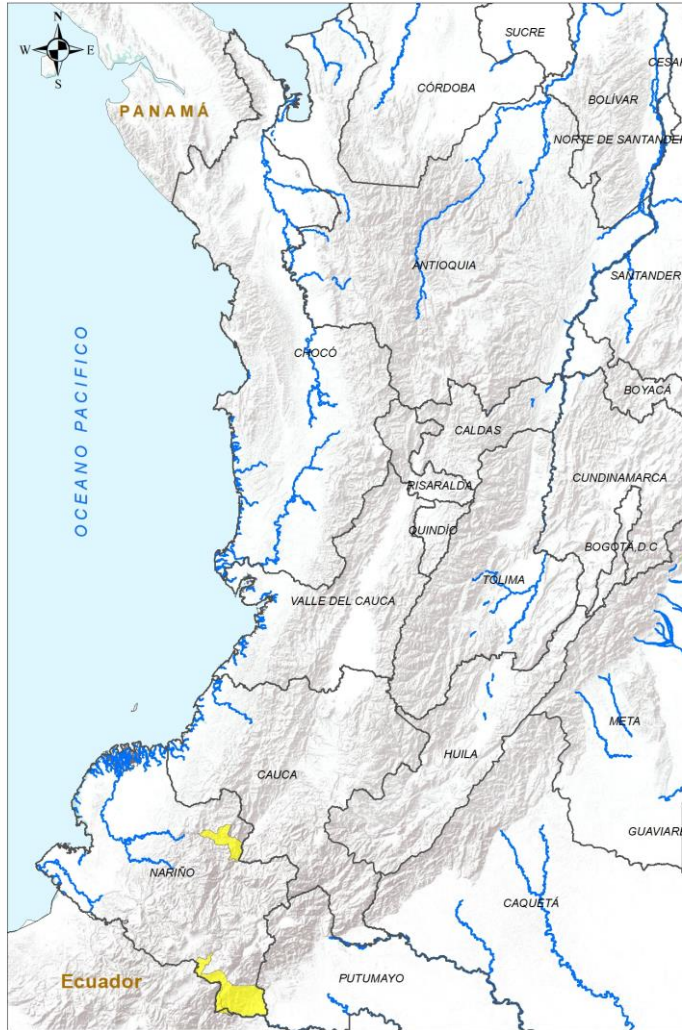 N
W E
S
SUCRE
CESAR
CÓRDOBA
BOLÍVAR
PANAMÁ
NORTE DE SANTANDER
ANTIOQUIA
SANTANDER
OCEANO PACIFICO
CHOCÓ
BOYACÁ
CALDAS
CUNDINAMARCA
RISARALDA
QUINDÍO
BOGOTÁ D.C
TOLIMA
VALLE DEL CAUCA
META
HUILA
CAUCA
GUAVIARE
NARIÑO
CAQUETÁ
Ecuador
PUTUMAYO